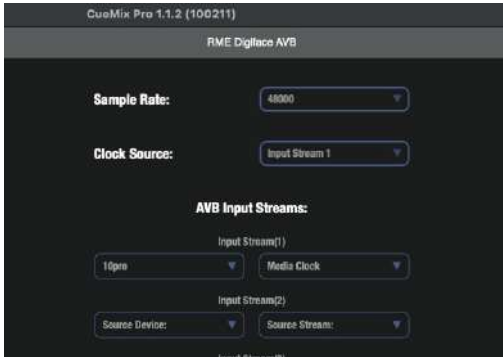 CueMix Pro 1.1.2 (100211)
RME Digiface AVB
Sample Rate: 48000
Clock Source: Input Stream 1
AVB Input Streams:
Input Stream(1)
10pre Media Clock
Input Stream(2)
Source Device: Source Stream: